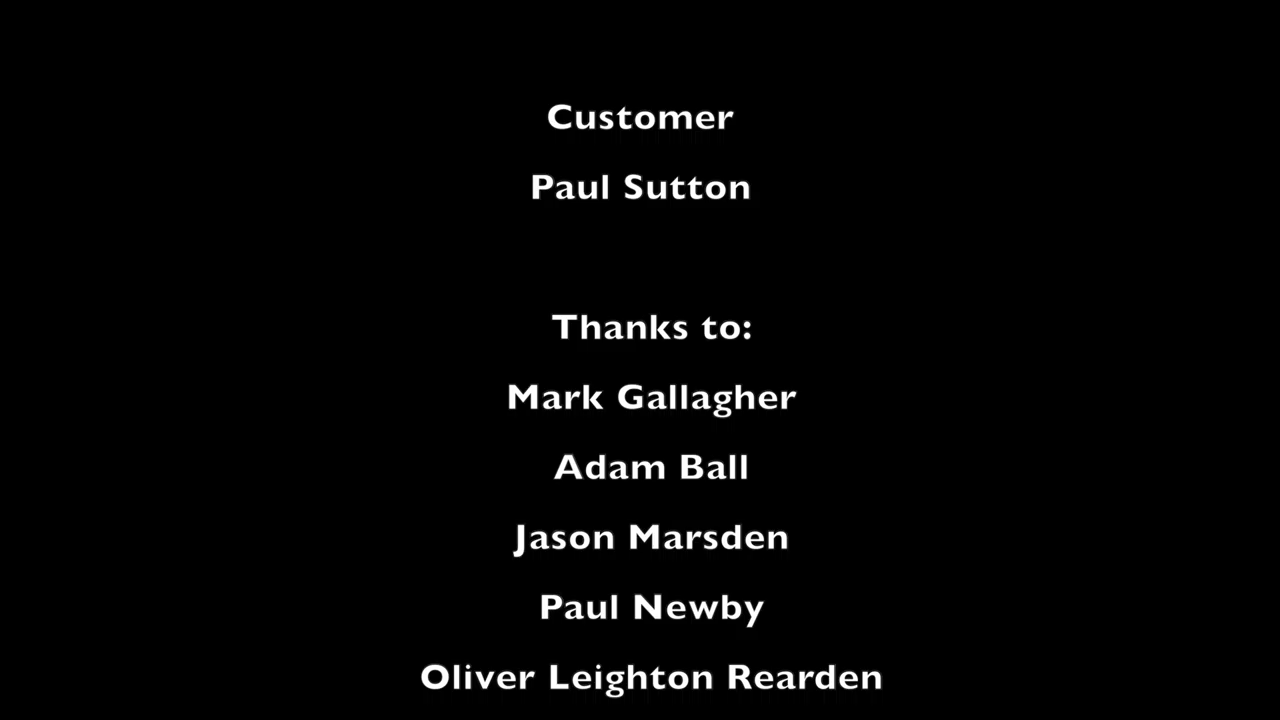 Customer
Paul Sutton
Thanks to:
Mark Gallagher
Adam Ball
Jason Marsden
Paul Newby
Oliver Leighton Rearden